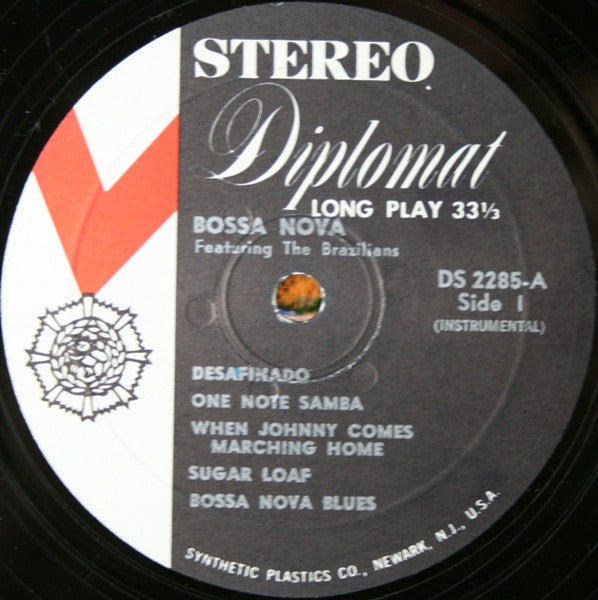 STEREO
Diplomat
LONG PLAY 33⅓
BOSSA NOVA
Featuring The Brazilians
DS 2285-A
Side 1
(INSTRUMENTAL)
DESAFINADO
ONE NOTE SAMBA
WHEN JOHNNY COMES
MARCHING HOME
SUGAR LOAF
BOSSA NOVA BLUES
SYNTHETIC PLASTICS CO., NEWARK, N.J., U.S.A.